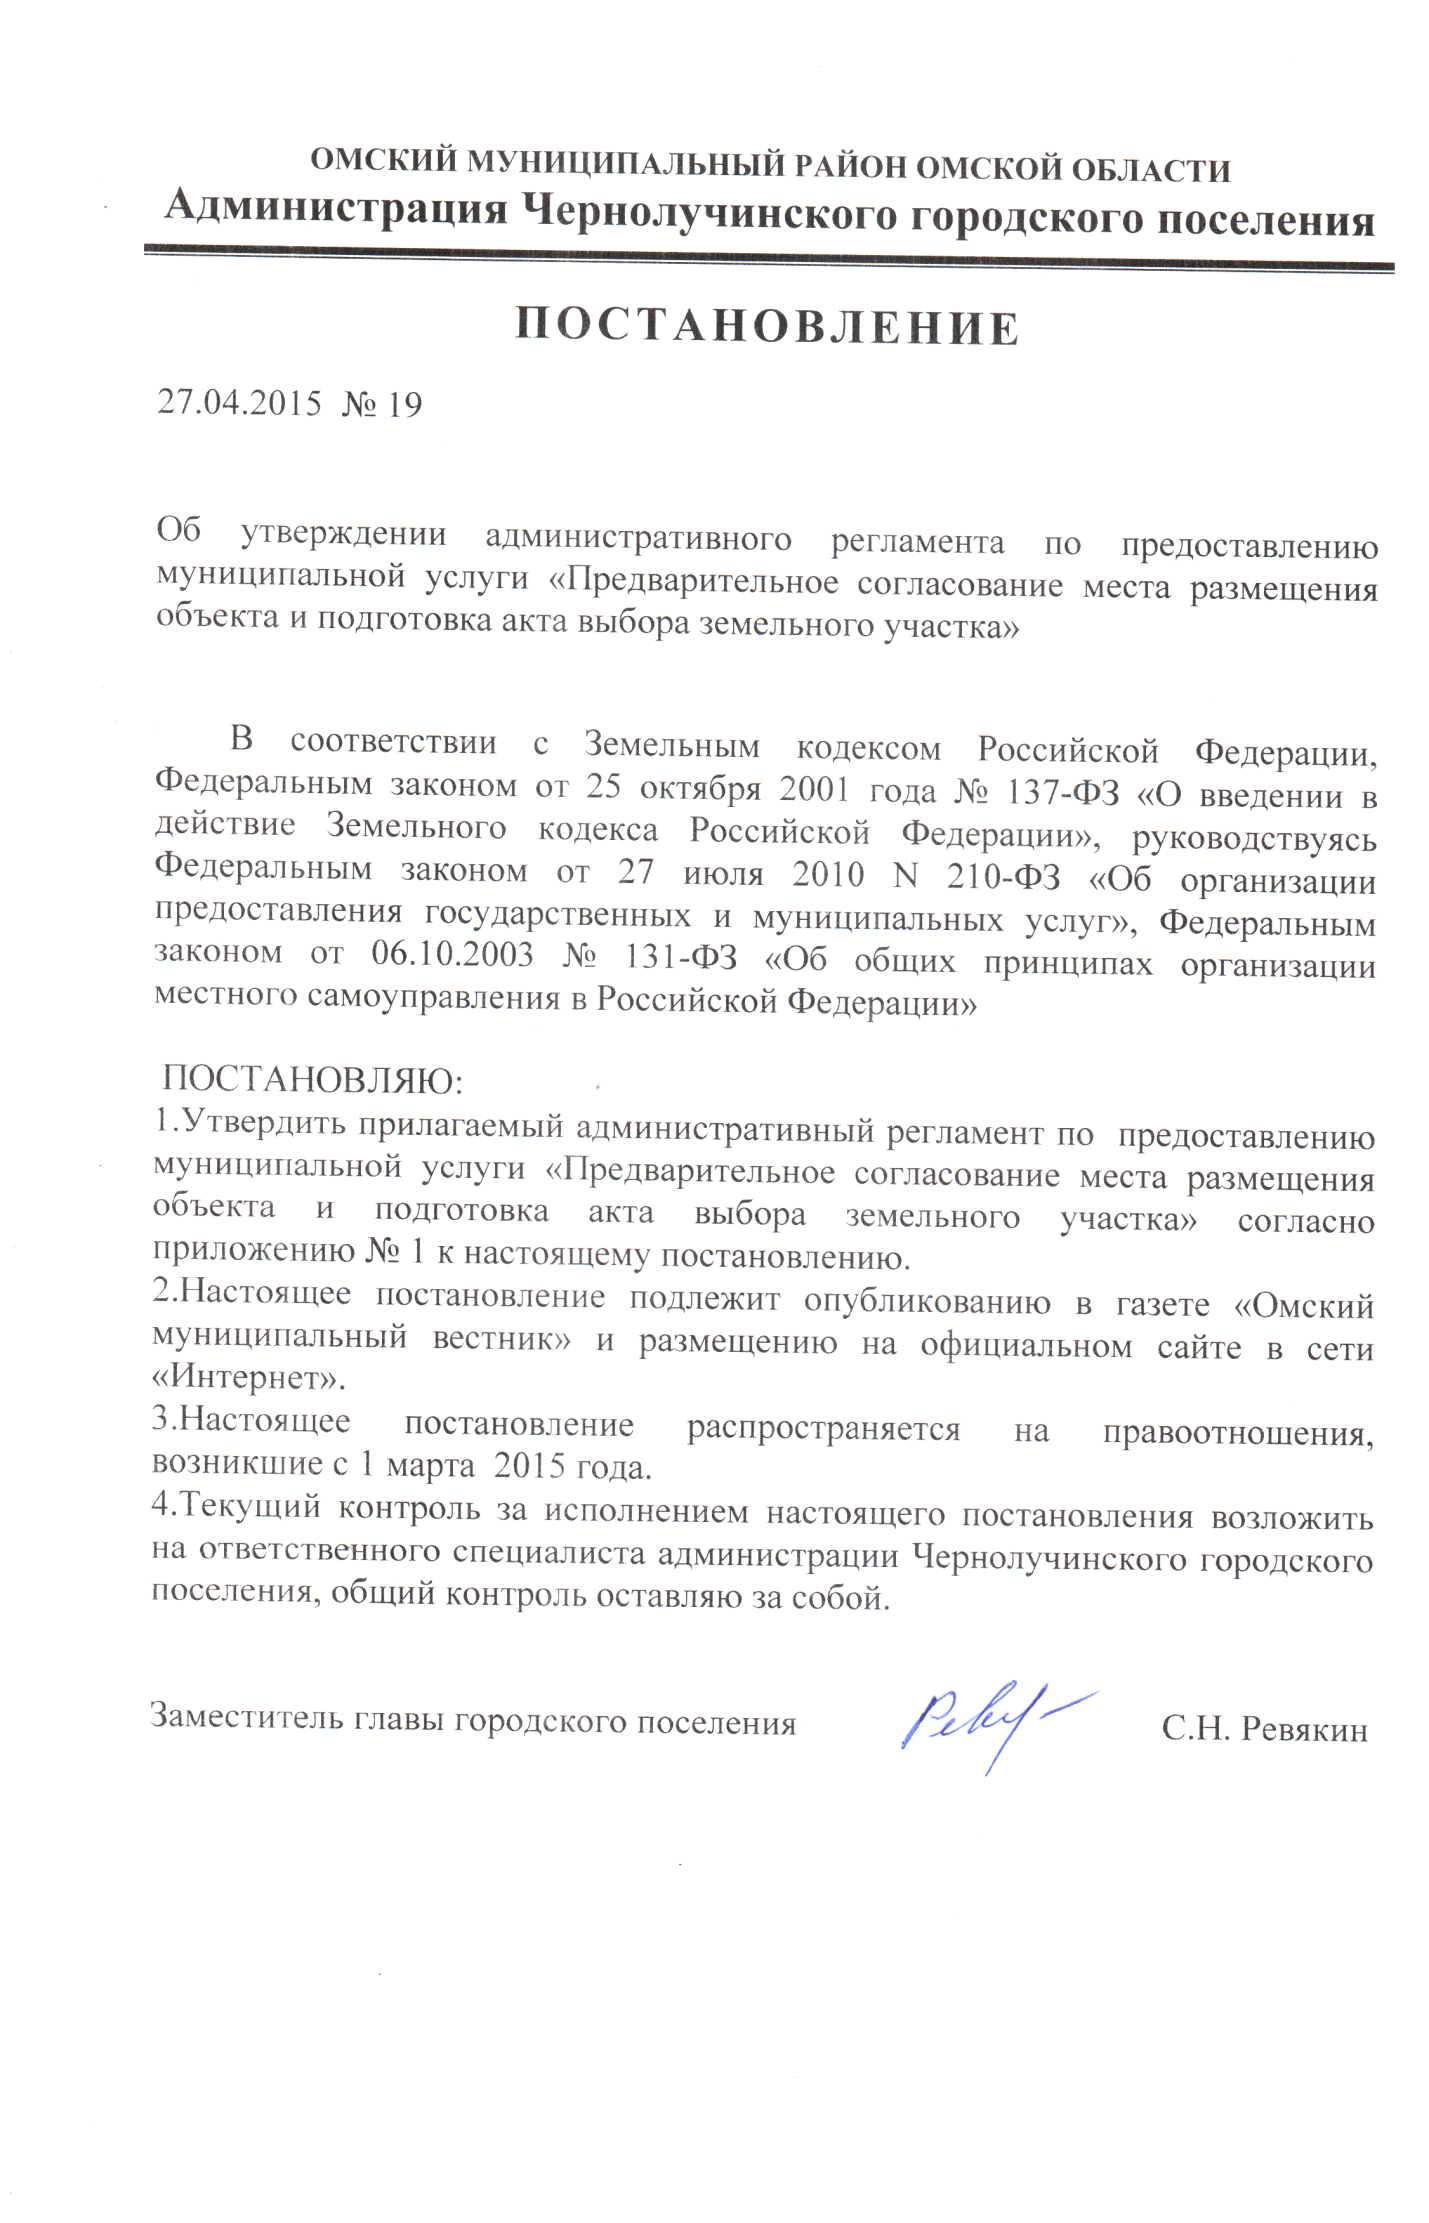 ОМСКИЙ МУНИЦИПАЛЬНЫЙ РАЙОН ОМСКОЙ ОБЛАСТИ
Администрация Чернолучинского городского поселения
ПОСТАНОВЛЕНИЕ
27.04.2015 № 19
Об утверждении административного регламента по предоставлению
муниципальной услуги «Предварительное согласование места размещения
объекта и подготовка акта выбора земельного участка»
В соответствии с Земельным кодексом Российской Федерации,
Федеральным законом от 25 октября 2001 года № 137-ФЗ «О введении в
действие Земельного кодекса Российской Федерации», руководствуясь
Федеральным законом от 27 июля 2010 N 210-ФЗ «Об организации
предоставления государственных и муниципальных услуг», Федеральным
законом от 06.10.2003 № 131-ФЗ «Об общих принципах организации
местного самоуправления в Российской Федерации»
ПОСТАНОВЛЯЮ:
1.Утвердить прилагаемый административный регламент по предоставлению
муниципальной услуги «Предварительное согласование места размещения
объекта и подготовка акта выбора земельного участка» согласно
приложению № 1 к настоящему постановлению.
2.Настоящее постановление подлежит опубликованию в газете «Омский
муниципальный вестник» и размещению на официальном сайте в сети
«Интернет».
3.Настоящее постановление распространяется на правоотношения,
возникшие с 1 марта 2015 года.
4.Текущий контроль за исполнением настоящего постановления возложить
на ответственного специалиста администрации Чернолучинского городского
поселения, общий контроль оставляю за собой.
Заместитель главы городского поселения С.Н. Ревякин